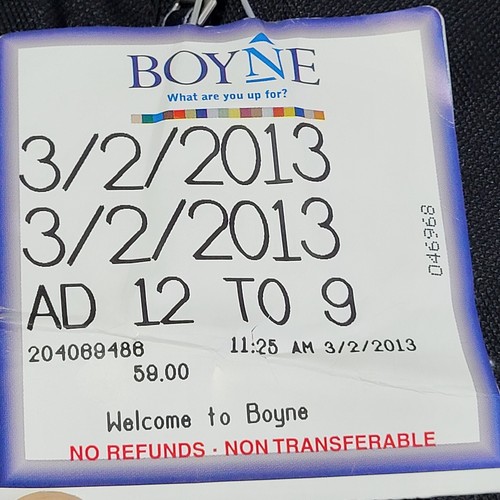 BOYNE
What are you up for?
3/2/2013
3/2/2013
AD 12 TO 9
204089486 11:25 AM 3/2/2013
59.00
Welcome to Boyne
NO REFUNDS · NON TRANSFERABLE
046968